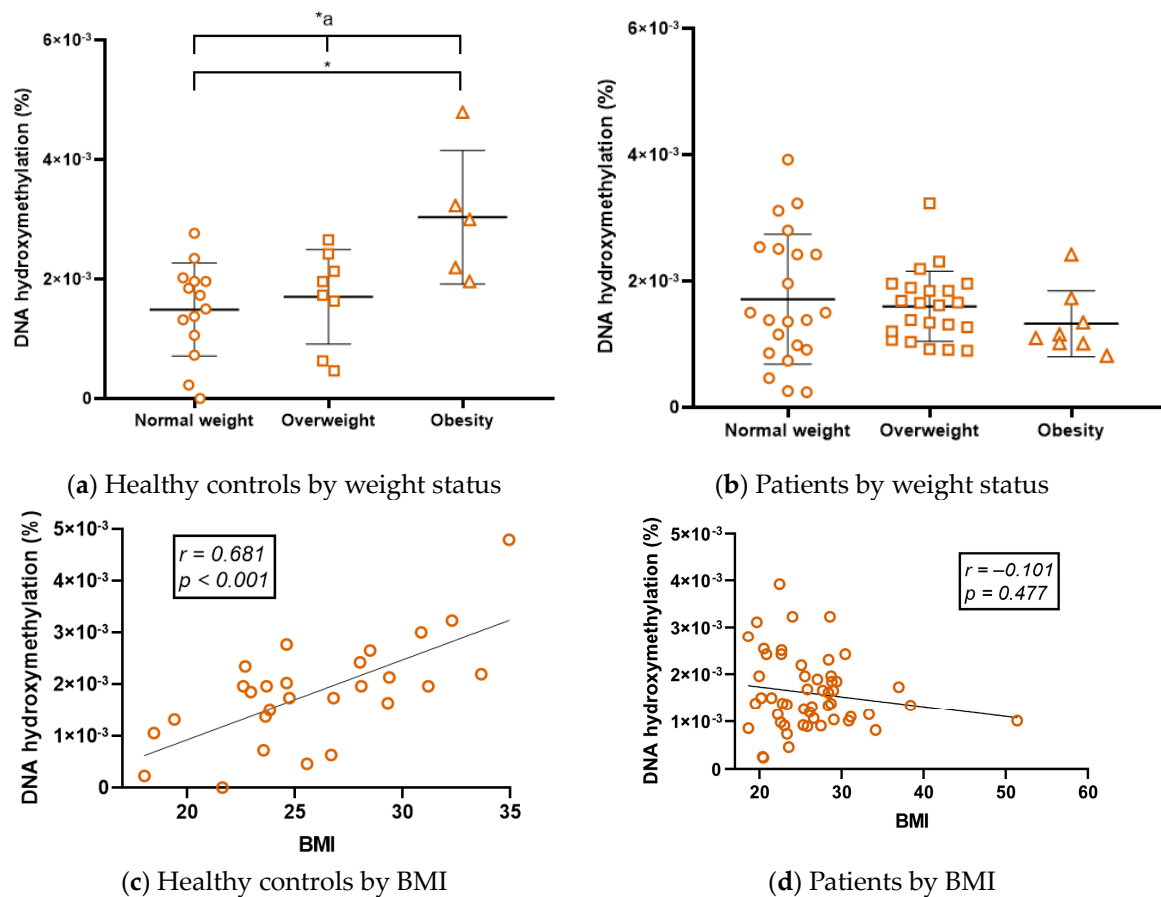 *a
*
6×10⁻³
4×10⁻³
2×10⁻³
0
DNA hydroxymethylation (%)
Normal weight Overweight Obesity
(a) Healthy controls by weight status
6×10⁻³
4×10⁻³
2×10⁻³
0
DNA hydroxymethylation (%)
Normal weight Overweight Obesity
(b) Patients by weight status
r = 0.681
p < 0.001
5×10⁻³
4×10⁻³
3×10⁻³
2×10⁻³
1×10⁻³
0
DNA hydroxymethylation (%)
20 25 30 35
BMI
(c) Healthy controls by BMI
r = –0.101
p = 0.477
5×10⁻³
4×10⁻³
3×10⁻³
2×10⁻³
1×10⁻³
0
DNA hydroxymethylation (%)
20 30 40 50 60
BMI
(d) Patients by BMI